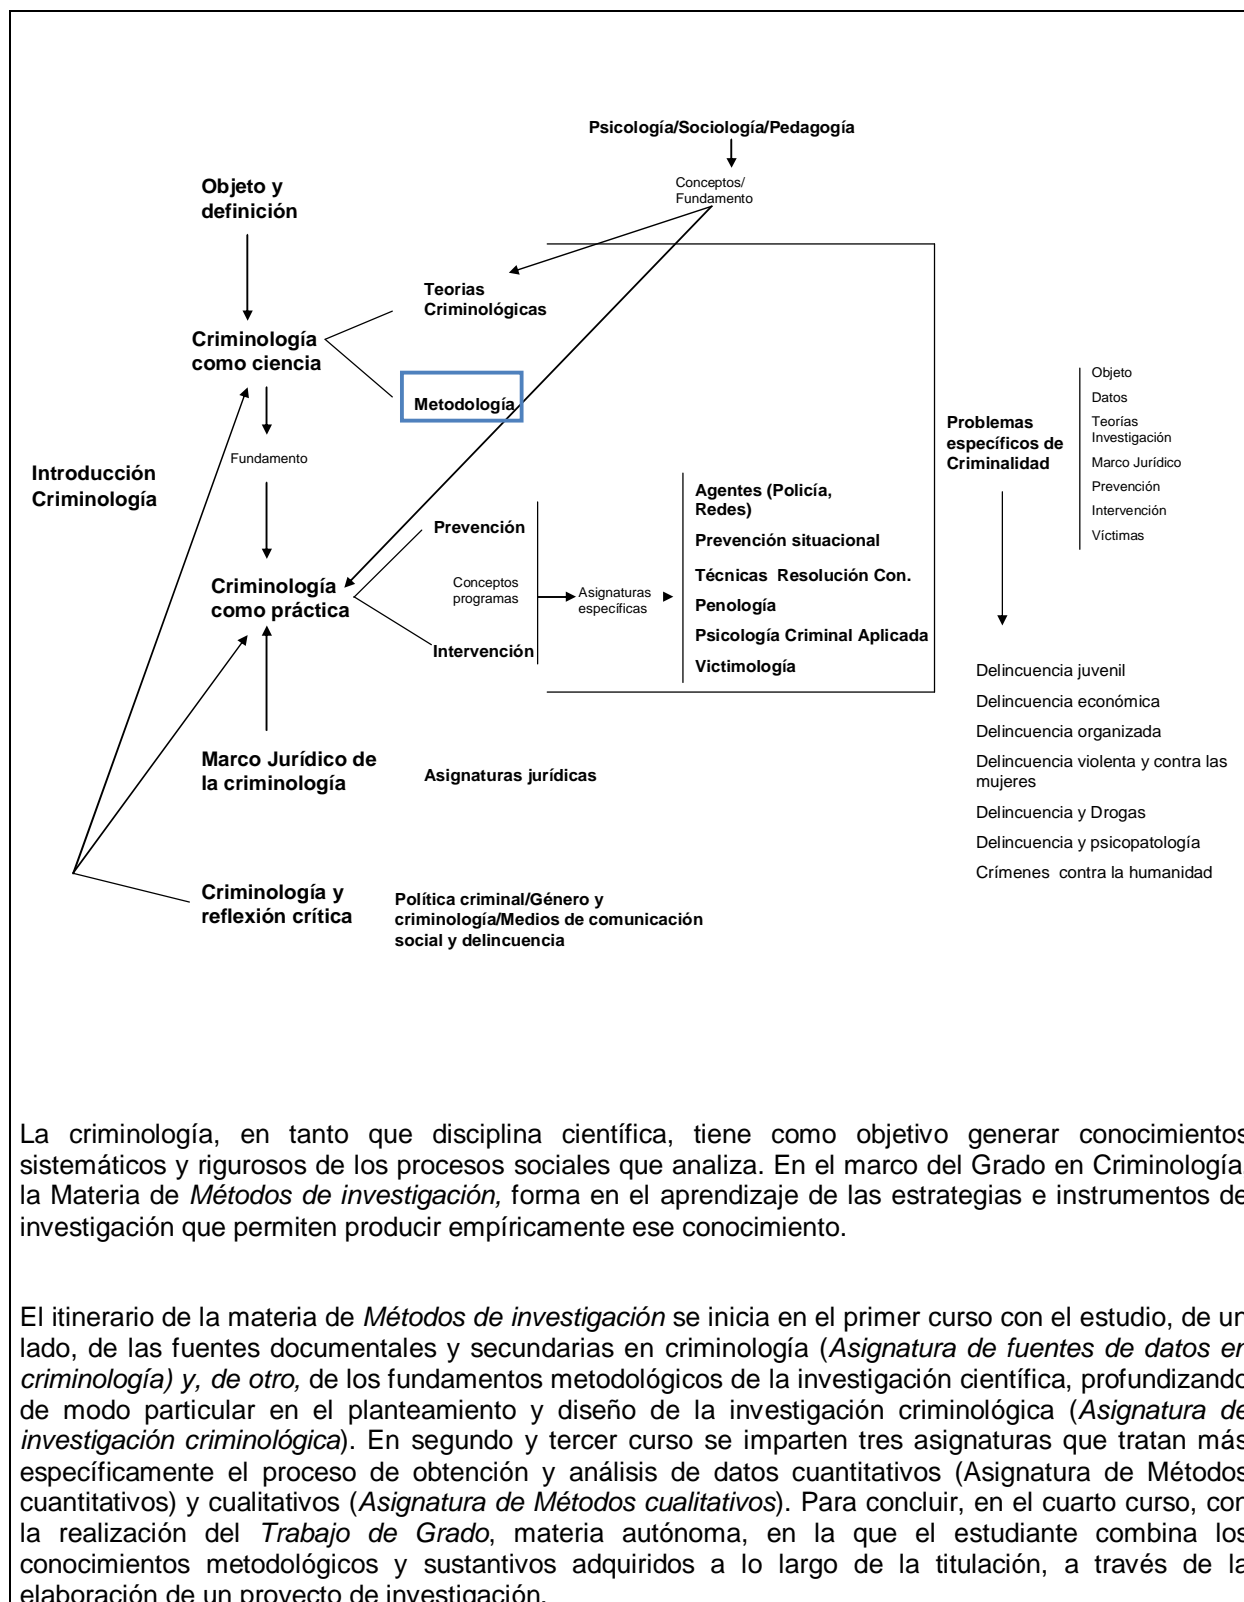 Psicología/Sociología/Pedagogía
Conceptos/
Fundamento
Objeto y
definición
Teorias
Criminológicas
Criminología
como ciencia
Metodología
Fundamento
Introducción
Criminología
Prevención
Criminología
como práctica
Conceptos
programas
Intervención
Asignaturas
específicas
Agentes (Policía,
Redes)
Prevención situacional
Técnicas Resolución Con.
Penología
Psicología Criminal Aplicada
Victimología
Problemas
específicos de
Criminalidad
Objeto
Datos
Teorías
Investigación
Marco Jurídico
Prevención
Intervención
Víctimas
Delincuencia juvenil
Delincuencia económica
Delincuencia organizada
Delincuencia violenta y contra las
mujeres
Delincuencia y Drogas
Delincuencia y psicopatología
Crímenes contra la humanidad
Marco Jurídico de
la criminología
Asignaturas jurídicas
Criminología y
reflexión crítica
Política criminal/Género y
criminología/Medios de comunicación
social y delincuencia
La criminología, en tanto que disciplina científica, tiene como objetivo generar conocimientos
sistemáticos y rigurosos de los procesos sociales que analiza. En el marco del Grado en Criminología
la Materia de Métodos de investigación, forma en el aprendizaje de las estrategias e instrumentos de
investigación que permiten producir empíricamente ese conocimiento.
El itinerario de la materia de Métodos de investigación se inicia en el primer curso con el estudio, de un
lado, de las fuentes documentales y secundarias en criminología (Asignatura de fuentes de datos en
criminología) y, de otro, de los fundamentos metodológicos de la investigación científica, profundizando
de modo particular en el planteamiento y diseño de la investigación criminológica (Asignatura de
investigación criminológica). En segundo y tercer curso se imparten tres asignaturas que tratan más
específicamente el proceso de obtención y análisis de datos cuantitativos (Asignatura de Métodos
cuantitativos) y cualitativos (Asignatura de Métodos cualitativos). Para concluir, en el cuarto curso, con
la realización del Trabajo de Grado, materia autónoma, en la que el estudiante combina los
conocimientos metodológicos y sustantivos adquiridos a lo largo de la titulación, a través de la
elaboración de un proyecto de investigación.